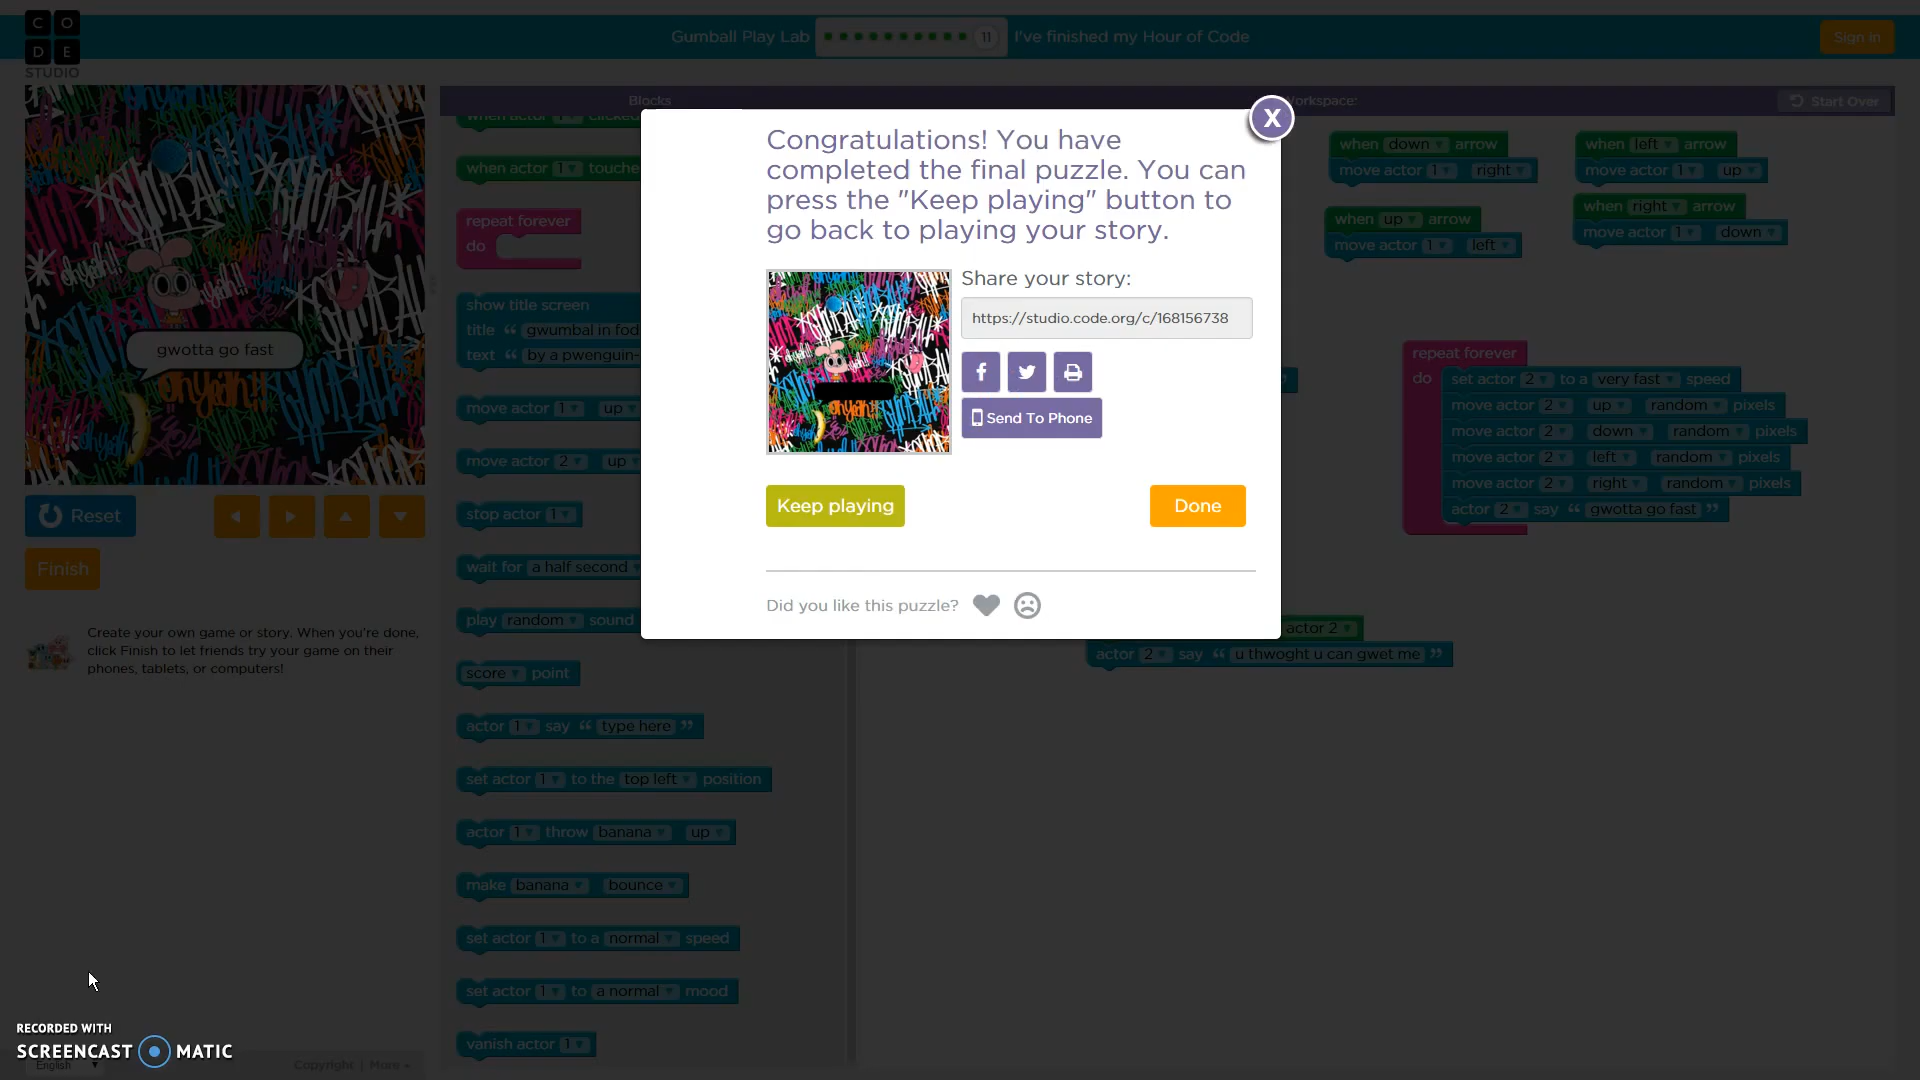 CO
DE
STUDIO
Gumball Play Lab
11
I've finished my Hour of Code
Sign in
Blocks
Workspace:
Start Over
gwotta go fast
Reset
Finish
Create your own game or story. When you're done,
click Finish to let friends try your game on their
phones, tablets, or computers!
when actor 1 clicked
when actor 1 touche
repeat forever
do
show title screen
title “ gwumbal in fod
text “ by a pwenguin-
move actor 1 up
move actor 2 up
stop actor 1
wait for a half second
play random sound
score point
actor 1 say “ type here ”
set actor 1 to the top left position
actor 1 throw banana up
make banana bounce
set actor 1 to a normal speed
set actor 1 to a normal mood
vanish actor 1
Congratulations! You have
completed the final puzzle. You can
press the "Keep playing" button to
go back to playing your story.
X
Share your story:
https://studio.code.org/c/168156738
Send To Phone
Keep playing
Done
Did you like this puzzle?
when down arrow
move actor 1 right
when left arrow
move actor 1 up
when up arrow
move actor 1 left
when right arrow
move actor 1 down
repeat forever
do
set actor 2 to a very fast speed
move actor 2 up random pixels
move actor 2 down random pixels
move actor 2 left random pixels
move actor 2 right random pixels
actor 2 say “ gwotta go fast ”
actor 2
actor 2 say “ u thwoght u can gwet me ”
RECORDED WITH
SCREENCAST MATIC
English
Copyright | More